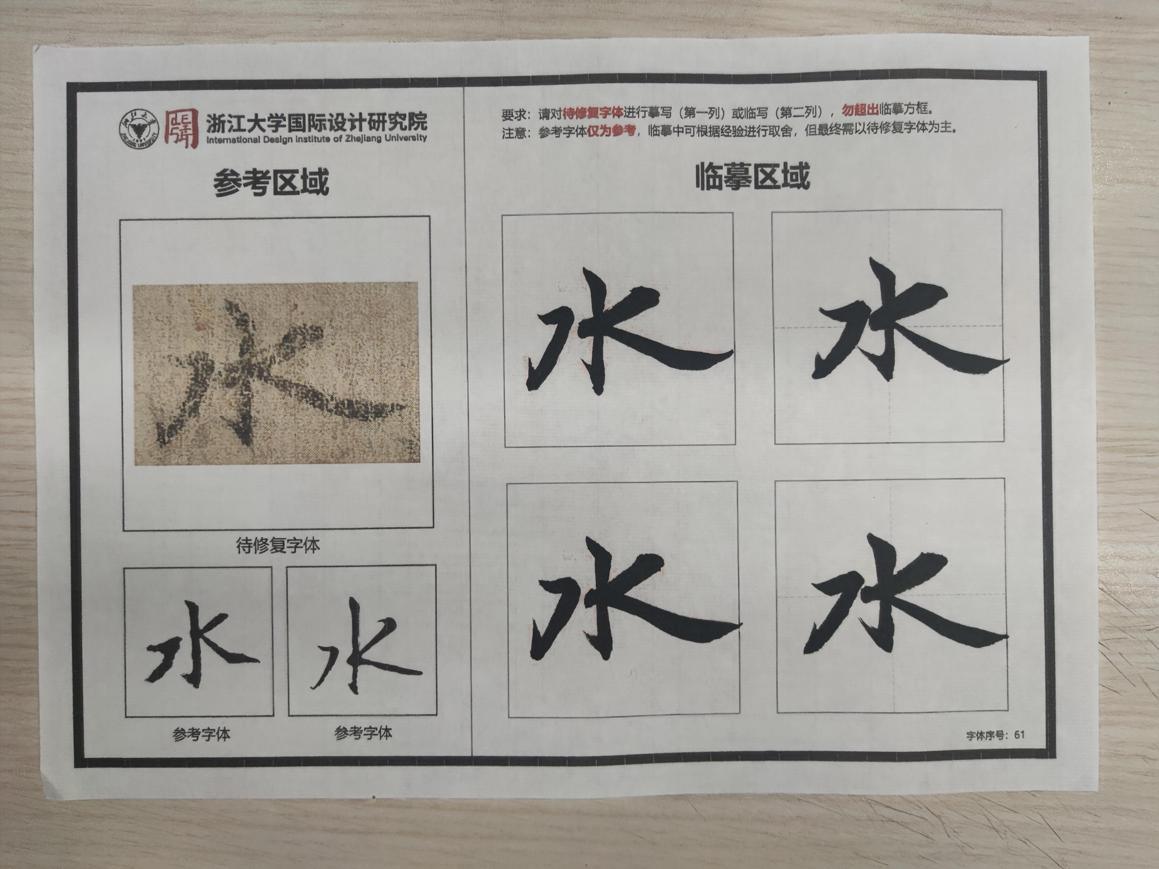 浙江大学国际设计研究院
International Design Institute of Zhejiang University
参考区域
水
待修复字体
水 水
参考字体 参考字体
要求：请对待修复字体进行摹写（第一列）或临写（第二列），勿超出临摹方框。
注意：参考字体仅为参考，临摹中可根据经验进行取舍，但最终需以待修复字体为主。
临摹区域
水 水
水 水
字体序号：61